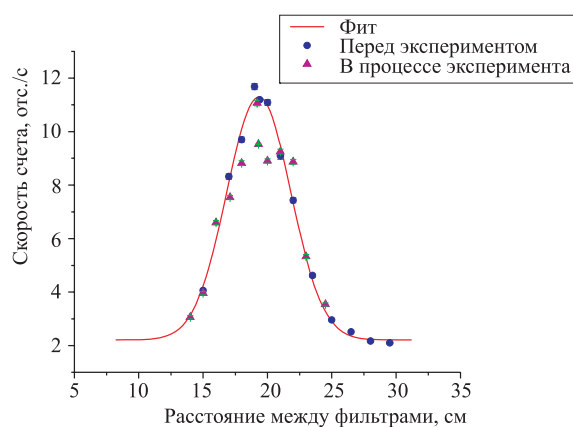 Фит
Перед экспериментом
В процессе эксперимента
Скорость счета, отс./с
12
10
8
6
4
2
5 10 15 20 25 30 35
Расстояние между фильтрами, см